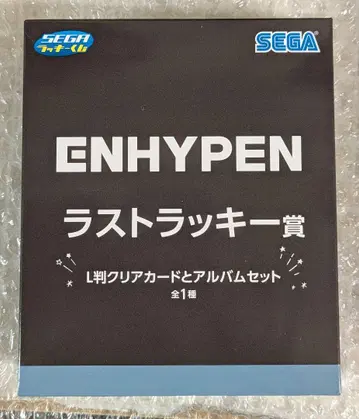 SEGA
ラッキーくじ
SEGA
ENHYPEN
ラストラッキー賞
L判クリアカードとアルバムセット
全1種